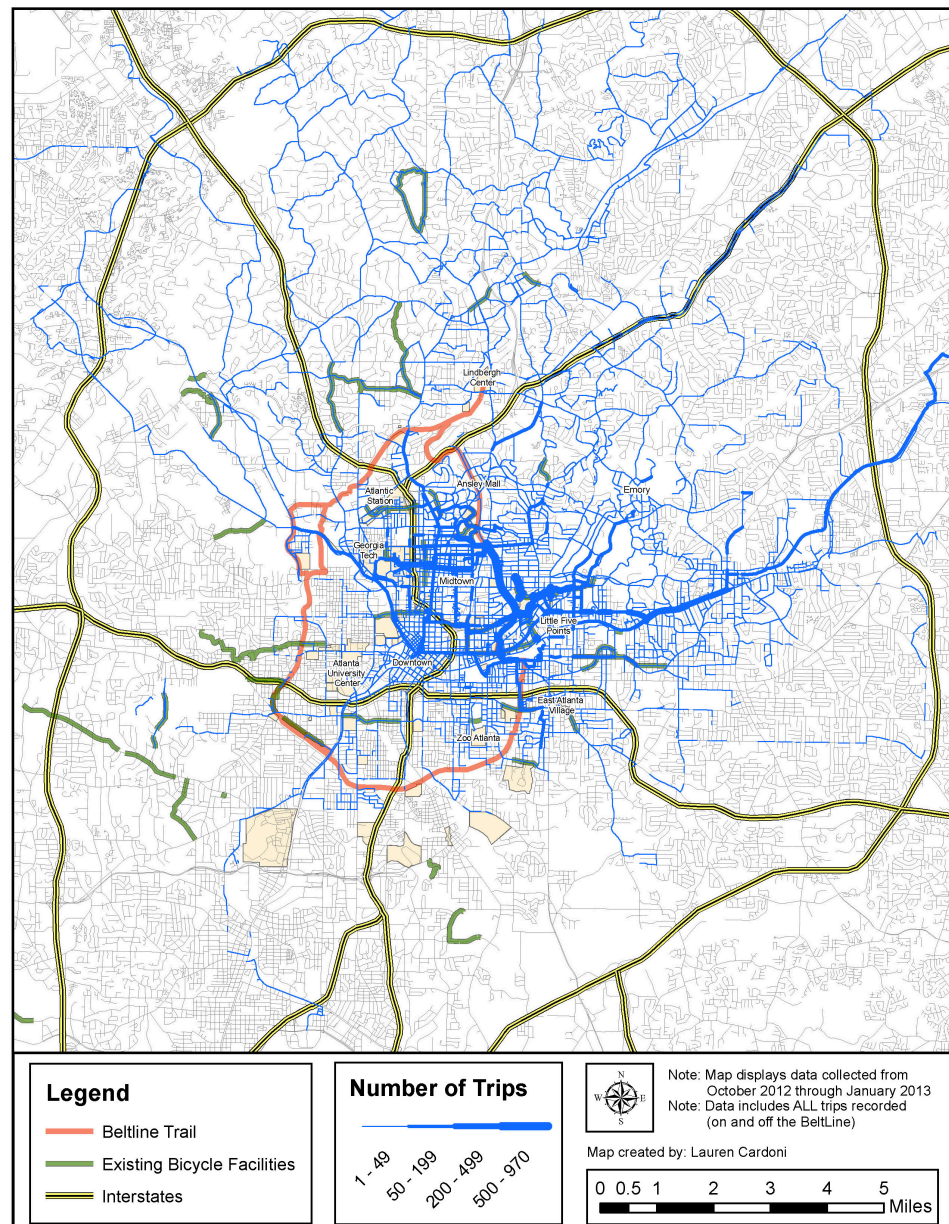 Lindbergh
Center
Ansley Mall
Atlantic
Station
Emory
Georgia
Tech
Midtown
Little Five
Points
Atlanta
University
Center
Downtown
East Atlanta
Village
Zoo Atlanta
Legend
Beltline Trail
Existing Bicycle Facilities
Interstates
Number of Trips
1 - 49
50 - 199
200 - 499
500 - 970
N
W
E
S
Note: Map displays data collected from
October 2012 through January 2013
Note: Data includes ALL trips recorded
(on and off the BeltLine)
Map created by: Lauren Cardoni
0 0.5 1 2 3 4 5
Miles